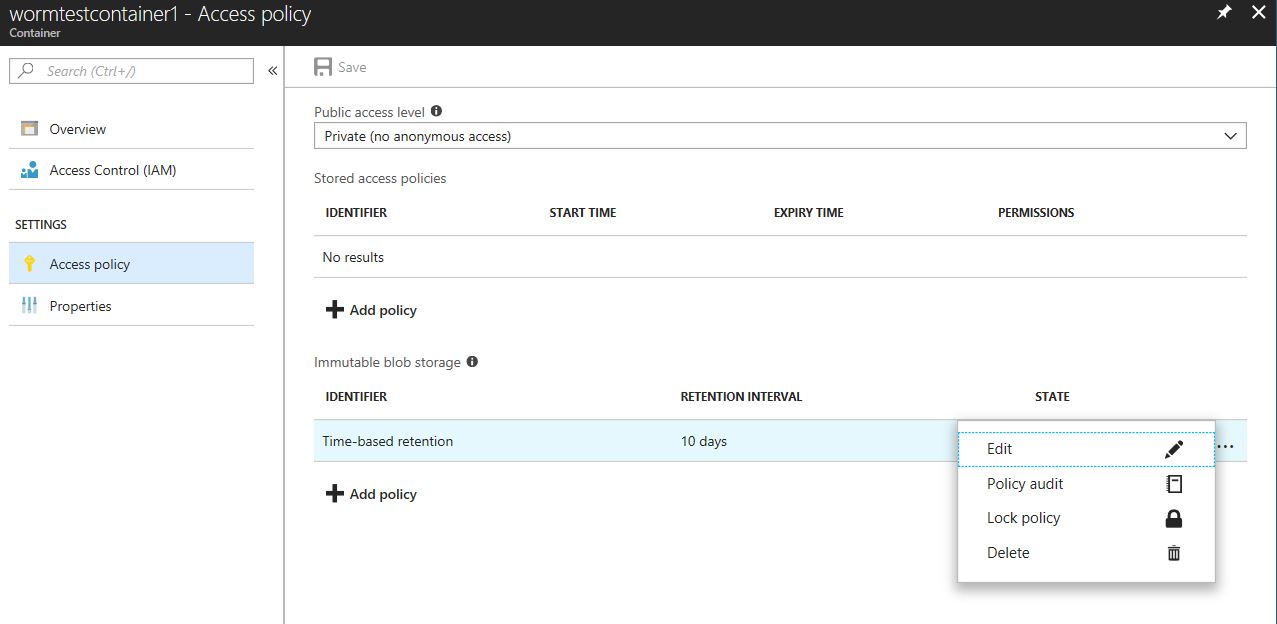 wormtestcontainer1 - Access policy
Container
Search (Ctrl+/)
Overview
Access Control (IAM)
SETTINGS
Access policy
Properties
Save
Public access level
Private (no anonymous access)
Stored access policies
IDENTIFIER START TIME EXPIRY TIME PERMISSIONS
No results
Add policy
Immutable blob storage
IDENTIFIER RETENTION INTERVAL STATE
Time-based retention 10 days ...
Add policy
Edit
Policy audit
Lock policy
Delete